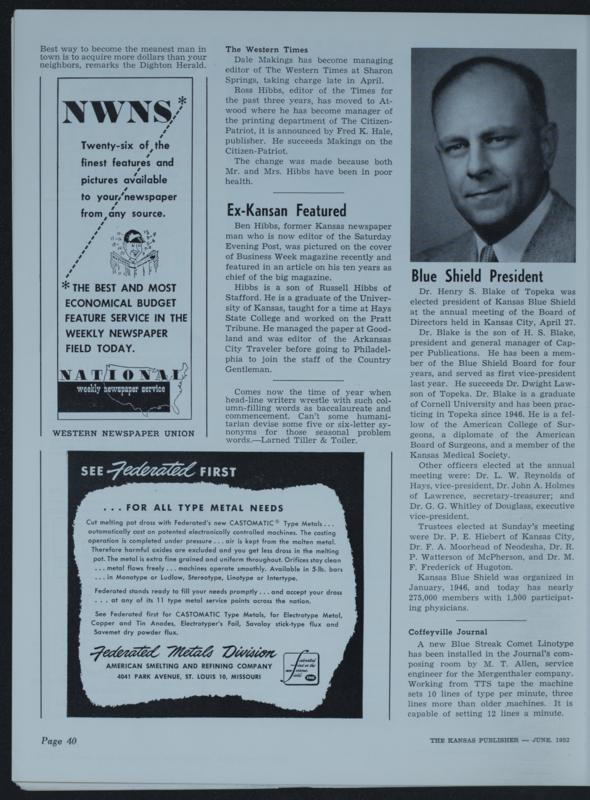 Best way to become the meanest man in
town is to acquire more dollars than your
neighbors, remarks the Dighton Herald.
NWNS*
Twenty-six of the
finest features and
pictures available
to your newspaper
from any source.
*THE BEST AND MOST
ECONOMICAL BUDGET
FEATURE SERVICE IN THE
WEEKLY NEWSPAPER
FIELD TODAY.
NATIONAL
weekly newspaper service
WESTERN NEWSPAPER UNION
The Western Times
Dale Makings has become managing
editor of The Western Times at Sharon
Springs, taking charge late in April.
Ross Hibbs, editor of the Times for
the past three years, has moved to At-
wood where he has become manager of
the printing department of The Citizen-
Patriot, it is announced by Fred K. Hale,
publisher. He succeeds Makings on the
Citizen-Patriot.
The change was made because both
Mr. and Mrs. Hibbs have been in poor
health.
Ex-Kansan Featured
Ben Hibbs, former Kansas newspaper
man who is now editor of the Saturday
Evening Post, was pictured on the cover
of Business Week magazine recently and
featured in an article on his ten years as
chief of the big magazine.
Hibbs is a son of Russell Hibbs of
Stafford. He is a graduate of the Univer-
sity of Kansas, taught for a time at Hays
State College and worked on the Pratt
Tribune. He managed the paper at Good-
land and was editor of the Arkansas
City Traveler before going to Philadel-
phia to join the staff of the Country
Gentleman.
Comes now the time of year when
head-line writers wrestle with such col-
umn-filling words as baccalaureate and
commencement. Can't some humani-
tarian devise some five or six-letter sy-
nonyms for those seasonal problem
words.—Larned Tiller & Toiler.
Blue Shield President
Dr. Henry S. Blake of Topeka was
elected president of Kansas Blue Shield
at the annual meeting of the Board of
Directors held in Kansas City, April 27.
Dr. Blake is the son of H. S. Blake,
president and general manager of Cap-
per Publications. He has been a mem-
ber of the Blue Shield Board for four
years, and served as first vice-president
last year. He succeeds Dr. Dwight Law-
son of Topeka. Dr. Blake is a graduate
of Cornell University and has been prac-
ticing in Topeka since 1946. He is a fel-
low of the American College of Sur-
geons, a diplomate of the American
Board of Surgeons, and a member of the
Kansas Medical Society.
Other officers elected at the annual
meeting were: Dr. L. W. Reynolds of
Hays, vice-president, Dr. John A. Holmes
of Lawrence, secretary-treasurer; and
Dr. G. G. Whitley of Douglass, executive
vice-president.
Trustees elected at Sunday's meeting
were Dr. P. E. Hiebert of Kansas City,
Dr. F. A. Moorhead of Neodesha, Dr. R.
P. Watterson of McPherson, and Dr. M.
F. Frederick of Hugoton.
Kansas Blue Shield was organized in
January, 1946, and today has nearly
275,000 members with 1,500 participat-
ing physicians.
Coffeyville Journal
A new Blue Streak Comet Linotype
has been installed in the Journal's com-
posing room by M. T. Allen, service
engineer for the Mergenthaler company.
Working from TTS tape the machine
sets 10 lines of type per minute, three
lines more than older machines. It is
capable of setting 12 lines a minute.
SEE Federated FIRST
... FOR ALL TYPE METAL NEEDS
Cut melting pot dross with Federated's new CASTOMATIC® Type Metals...
automatically cast on patented electronically controlled machines. The casting
operation is completed under pressure... air is kept from the molten metal.
Therefore harmful oxides are excluded and you get less dross in the melting
pot. The metal is extra fine grained and uniform throughout. Orifices stay clean
... metal flows freely... machines operate smoothly. Available in 5-lb. bars
... in Monotype or Ludlow, Stereotype, Linotype or Intertype.
Federated stands ready to fill your needs promptly... and accept your dross
... at any of its 11 type metal service points across the nation.
See Federated first for CASTOMATIC Type Metals, for Electrotype Metal,
Copper and Tin Anodes, Electrotyper's Foil, Savaloy stick-type flux and
Savemet dry powder flux.
Federated Metals Division
AMERICAN SMELTING AND REFINING COMPANY
4041 PARK AVENUE, ST. LOUIS 10, MISSOURI
Page 40
THE KANSAS PUBLISHER — JUNE, 1952